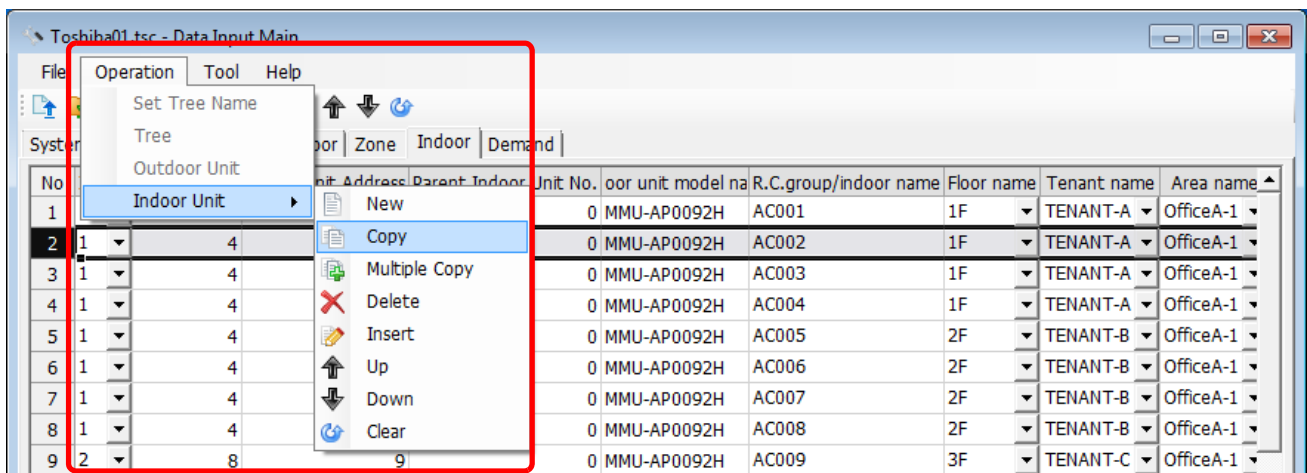 Toshiba01.tsc - Data Input Main
File Operation Tool Help
Set Tree Name
Tree
Outdoor Unit
Indoor Unit
New
Copy
Multiple Copy
Delete
Insert
Up
Down
Clear
Zone Indoor Demand
No Address Parent Indoor Unit No. oor unit model na R.C.group/indoor name Floor name Tenant name Area name
1 0 MMU-AP0092H AC001 1F TENANT-A OfficeA-1
2 1 4 0 MMU-AP0092H AC002 1F TENANT-A OfficeA-1
3 1 4 0 MMU-AP0092H AC003 1F TENANT-A OfficeA-1
4 1 4 0 MMU-AP0092H AC004 1F TENANT-A OfficeA-1
5 1 4 0 MMU-AP0092H AC005 2F TENANT-B OfficeA-1
6 1 4 0 MMU-AP0092H AC006 2F TENANT-B OfficeA-1
7 1 4 0 MMU-AP0092H AC007 2F TENANT-B OfficeA-1
8 1 4 0 MMU-AP0092H AC008 2F TENANT-B OfficeA-1
9 2 8 9 0 MMU-AP0092H AC009 3F TENANT-C OfficeA-1